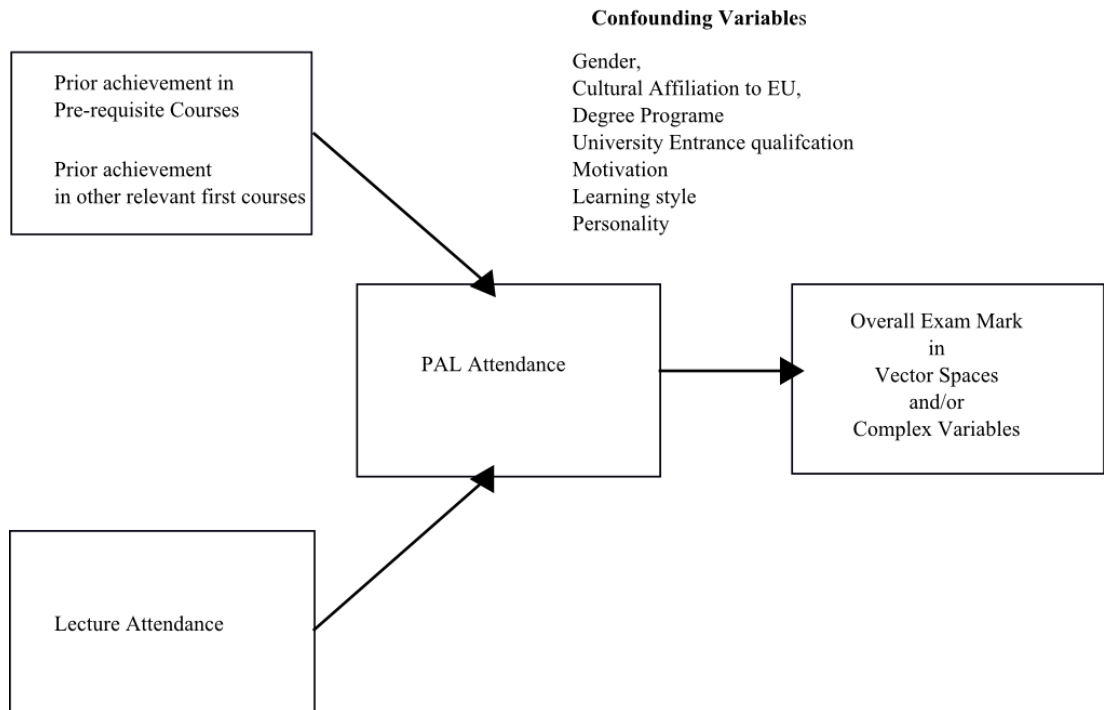 Confounding Variables
Prior achievement in
Pre-requisite Courses
Prior achievement
in other relevant first courses
Gender,
Cultural Affiliation to EU,
Degree Programe
University Entrance qualifcation
Motivation
Learning style
Personality
PAL Attendance
Overall Exam Mark
in
Vector Spaces
and/or
Complex Variables
Lecture Attendance